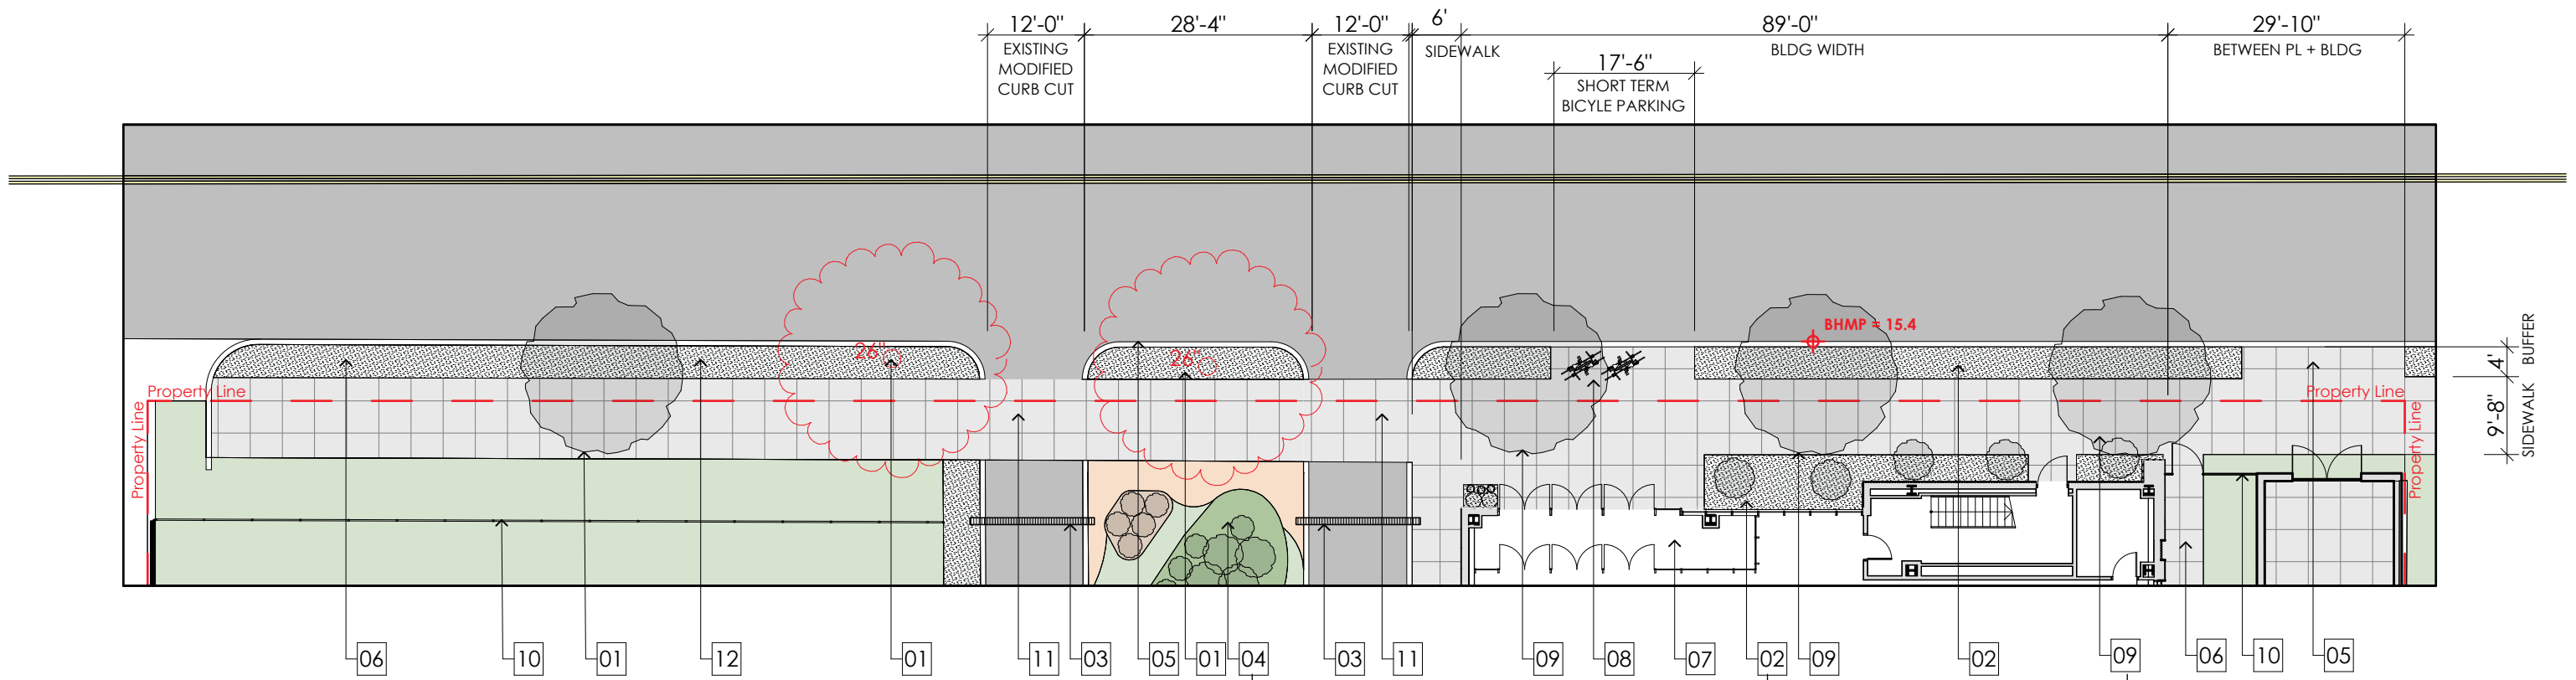 12'-0"
28'-4"
12'-0"
6'
89'-0"
29'-10"
EXISTING
MODIFIED
CURB CUT
EXISTING
MODIFIED
CURB CUT
SIDEWALK
BLDG WIDTH
BETWEEN PL + BLDG
17'-6"
SHORT TERM
BICYLE PARKING
BHMP = 15.4
26"
26"
Property Line
Property Line
Property Line
Property Line
4'
BUFFER
9'-8"
SIDEWALK
06
10
01
12
01
11
03
05
01
04
03
11
09
08
07
02
09
02
09
06
10
05